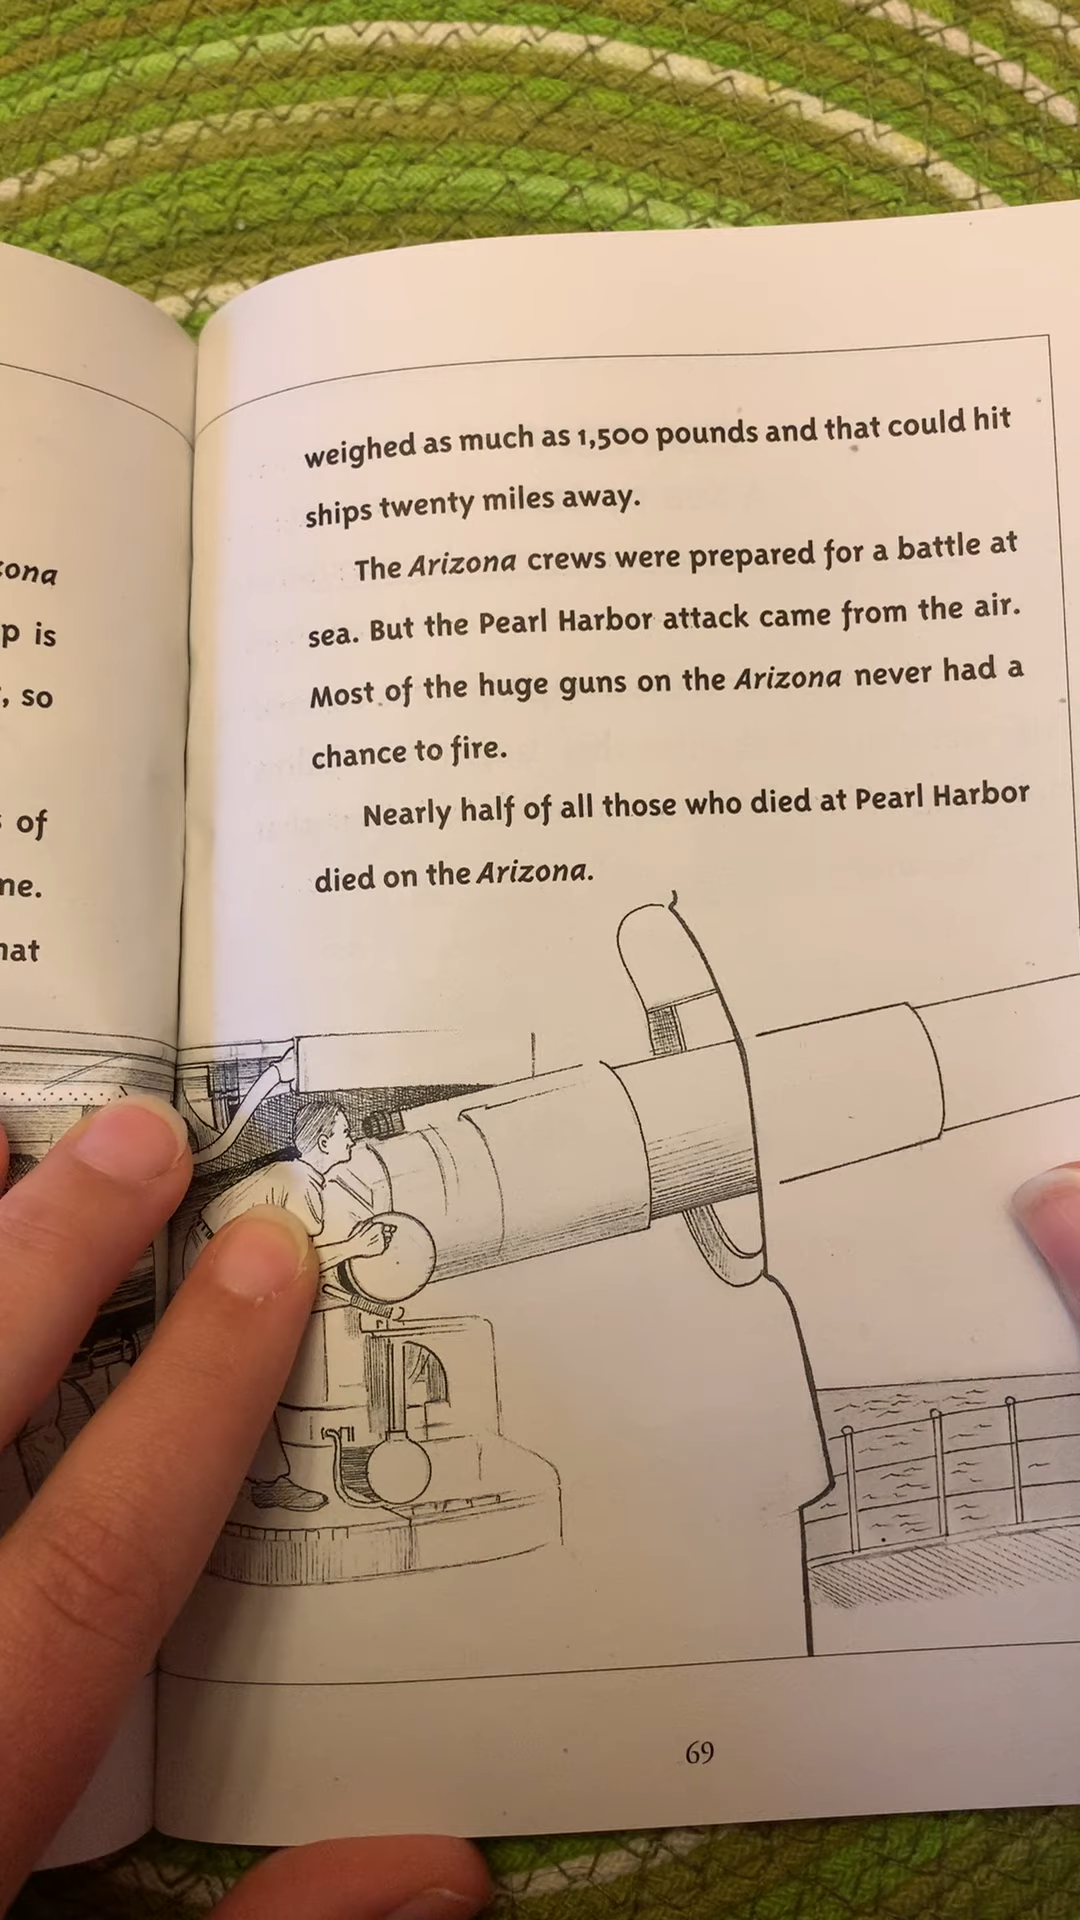 p is
, so
of
weighed as much as 1,500 pounds and that could hit
ships twenty miles away.
The Arizona crews were prepared for a battle at
sea. But the Pearl Harbor attack came from the air.
Most of the huge guns on the Arizona never had a
chance to fire.
Nearly half of all those who died at Pearl Harbor
died on the Arizona.
69